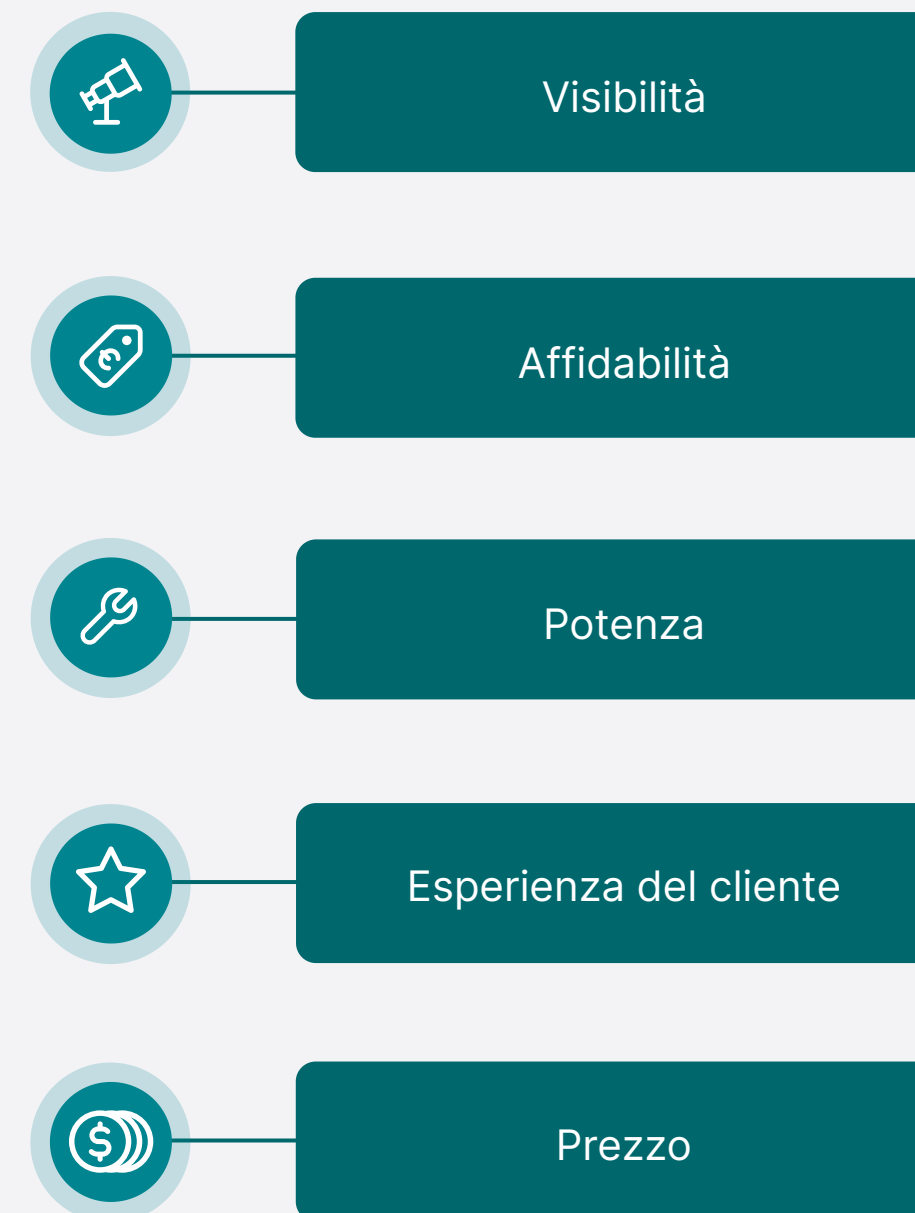 Visibilità
Affidabilità
Potenza
Esperienza del cliente
Prezzo